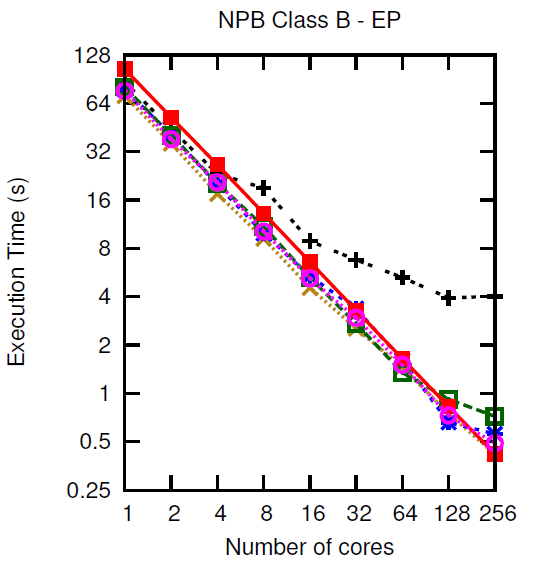 NPB Class B - EP
128
64
32
16
8
4
2
1
0.5
0.25
Execution Time (s)
1 2 4 8 16 32 64 128 256
Number of cores